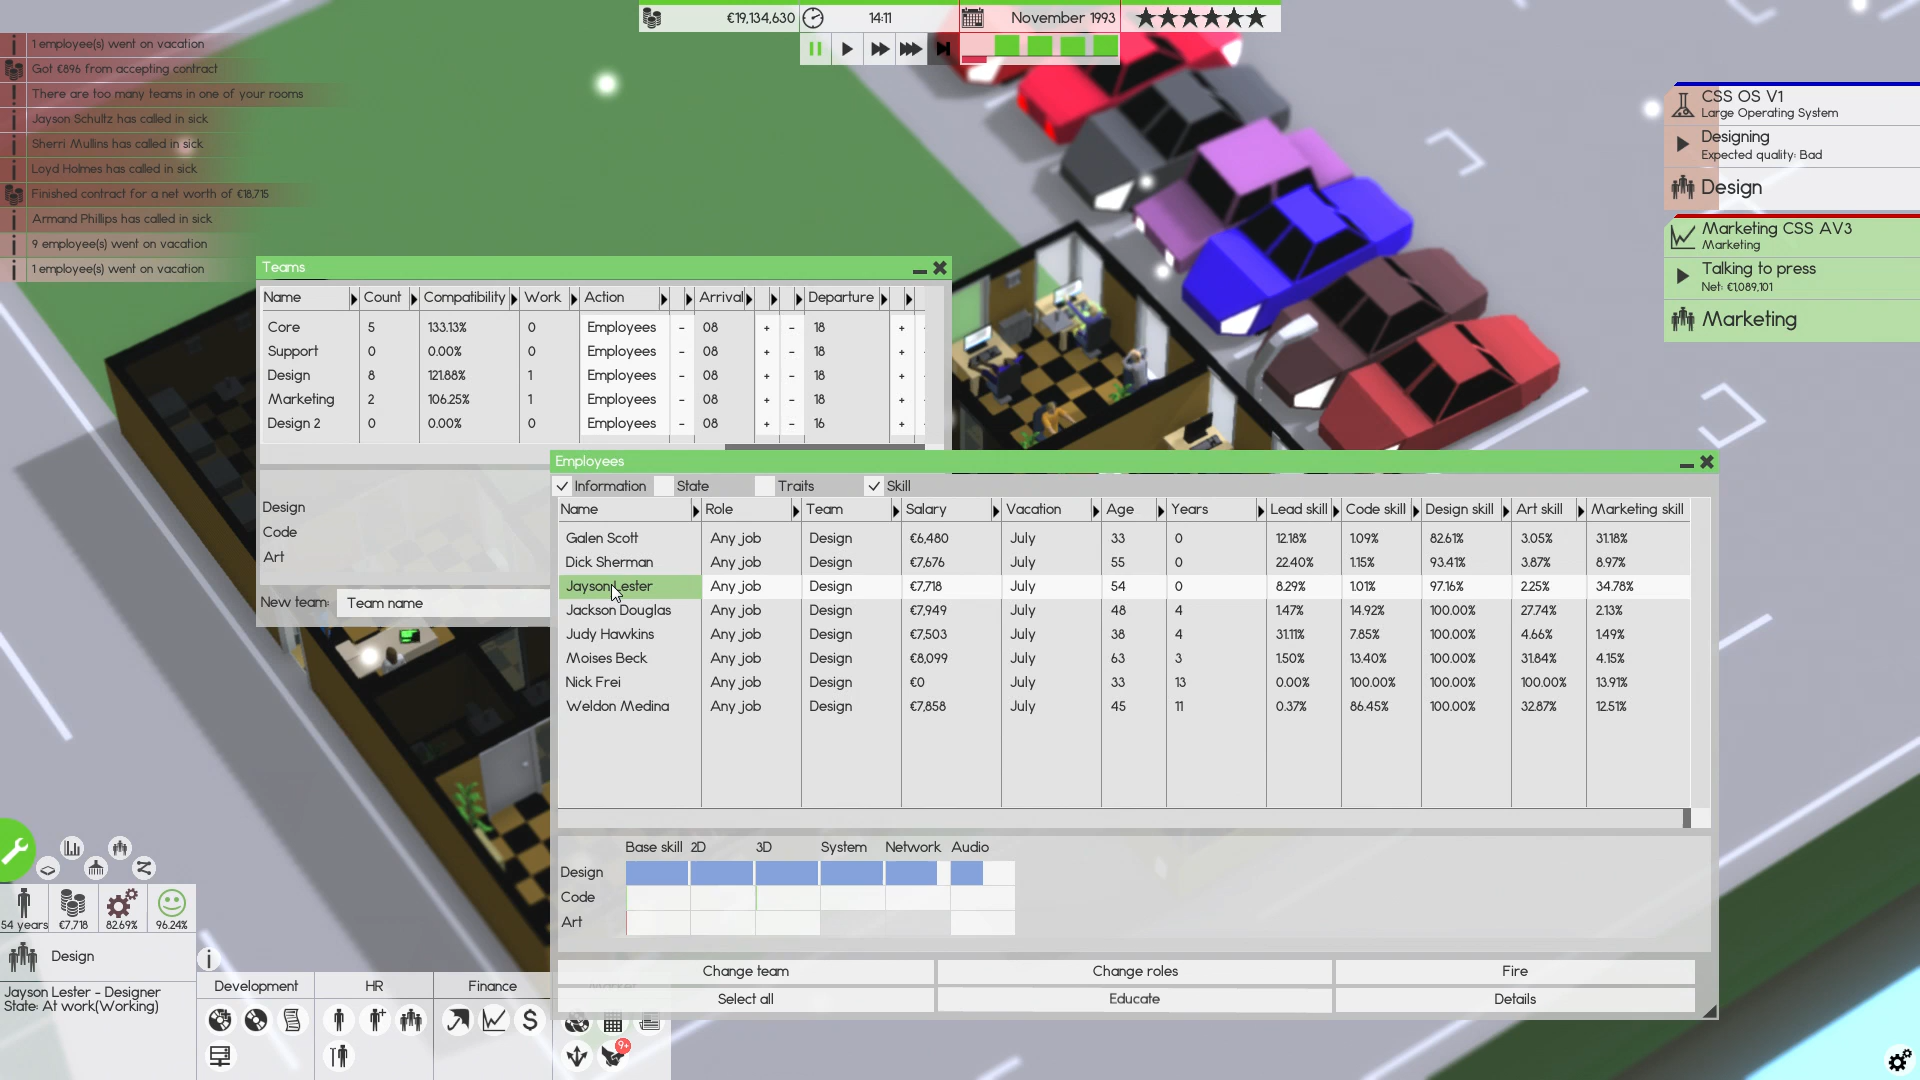 €19,134,630
14:11
November 1993
1 employee(s) went on vacation
Got €896 from accepting contract
There are too many teams in one of your rooms
Jayson Schultz has called in sick
Sherri Mullins has called in sick
Loyd Holmes has called in sick
Finished contract for a net worth of €18,715
Armand Phillips has called in sick
9 employee(s) went on vacation
1 employee(s) went on vacation
CSS OS V1
Large Operating System
Designing
Expected quality: Bad
Design
Marketing CSS AV3
Marketing
Talking to press
Net: €1,089,101
Marketing
Teams
Name Count Compatibility Work Action Arrival Departure
Core 5 133.13% 0 Employees - 08 + - 18 +
Support 0 0.00% 0 Employees - 08 + - 18 +
Design 8 121.88% 1 Employees - 08 + - 18 +
Marketing 2 106.25% 1 Employees - 08 + - 18 +
Design 2 0 0.00% 0 Employees - 08 + - 16 +
Design
Code
Art
New team: Team name
Employees
Information State Traits Skill
Name Role Team Salary Vacation Age Years Lead skill Code skill Design skill Art skill Marketing skill
Galen Scott Any job Design €6,480 July 33 0 12.18% 1.09% 82.61% 3.05% 31.18%
Dick Sherman Any job Design €7,676 July 55 0 22.40% 1.15% 93.41% 3.87% 8.97%
Jayson Lester Any job Design €7,718 July 54 0 8.29% 1.01% 97.16% 2.25% 34.78%
Jackson Douglas Any job Design €7,949 July 48 4 1.47% 14.92% 100.00% 27.74% 2.13%
Judy Hawkins Any job Design €7,503 July 38 4 31.11% 7.85% 100.00% 4.66% 1.49%
Moises Beck Any job Design €8,099 July 63 3 1.50% 13.40% 100.00% 31.84% 4.15%
Nick Frei Any job Design €0 July 33 13 0.00% 100.00% 100.00% 100.00% 13.91%
Weldon Medina Any job Design €7,858 July 45 11 0.37% 86.45% 100.00% 32.87% 12.51%
Base skill 2D 3D System Network Audio
Design
Code
Art
Change team Change roles Fire
Select all Educate Details
54 years €7,718 82.69% 96.24%
Design
Jayson Lester - Designer
State: At work(Working)
Development HR Finance
9+